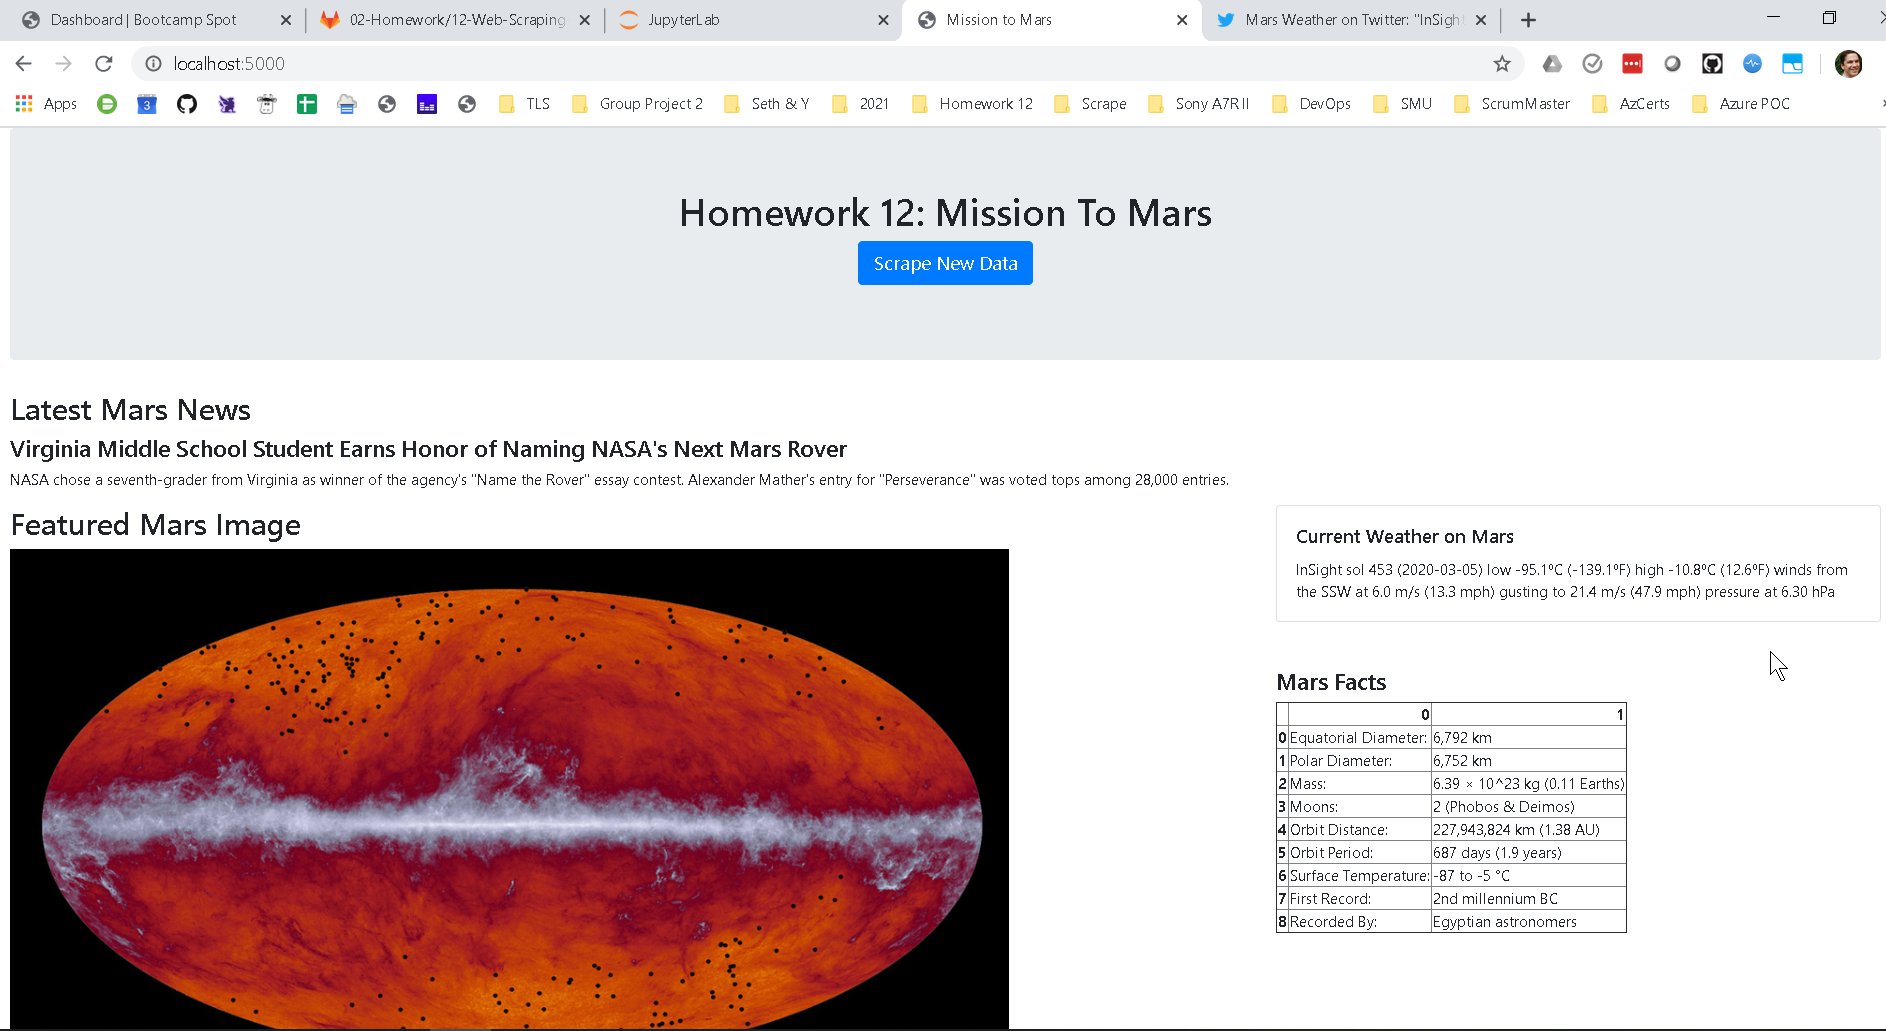 Dashboard | Bootcamp Spot
02-Homework/12-Web-Scraping
JupyterLab
Mission to Mars
Mars Weather on Twitter: "InSigh
localhost:5000
Apps
3
TLS
Group Project 2
Seth & Y
2021
Homework 12
Scrape
Sony A7R II
DevOps
SMU
ScrumMaster
AzCerts
Azure POC
Homework 12: Mission To Mars
Scrape New Data
Latest Mars News
Virginia Middle School Student Earns Honor of Naming NASA's Next Mars Rover
NASA chose a seventh-grader from Virginia as winner of the agency's "Name the Rover" essay contest. Alexander Mather's entry for "Perseverance" was voted tops among 28,000 entries.
Featured Mars Image
Current Weather on Mars
InSight sol 453 (2020-03-05) low -95.1ºC (-139.1ºF) high -10.8ºC (12.6ºF) winds from
the SSW at 6.0 m/s (13.3 mph) gusting to 21.4 m/s (47.9 mph) pressure at 6.30 hPa
Mars Facts
0 1
0 Equatorial Diameter: 6,792 km
1 Polar Diameter: 6,752 km
2 Mass: 6.39 × 10^23 kg (0.11 Earths)
3 Moons: 2 (Phobos & Deimos)
4 Orbit Distance: 227,943,824 km (1.38 AU)
5 Orbit Period: 687 days (1.9 years)
6 Surface Temperature: -87 to -5 °C
7 First Record: 2nd millennium BC
8 Recorded By: Egyptian astronomers